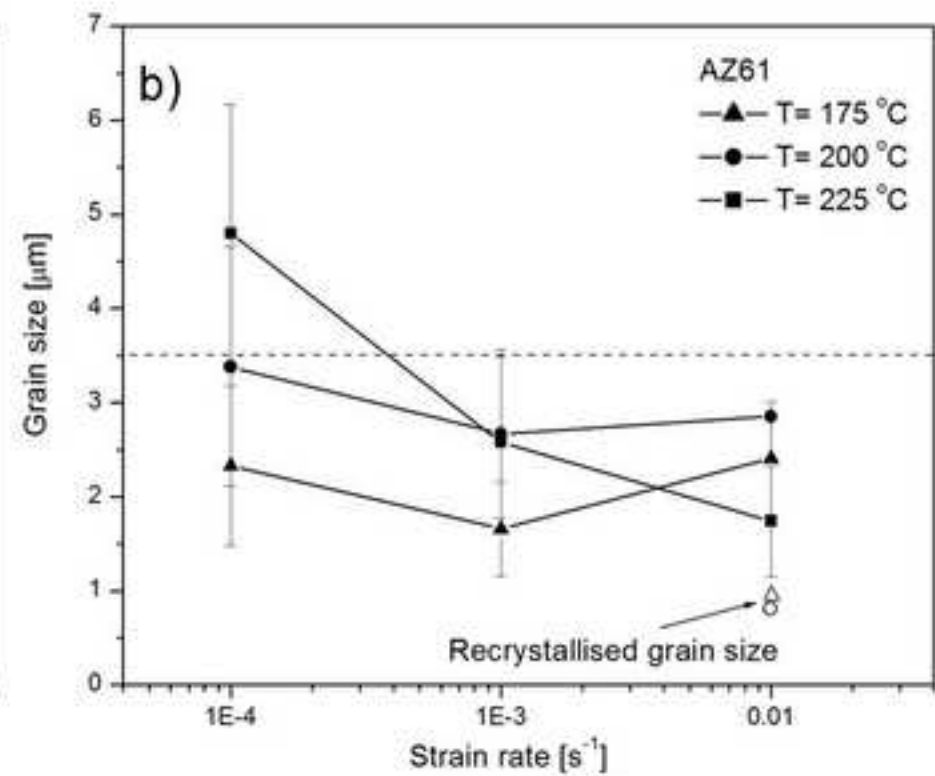 b)
AZ61
T= 175 °C
T= 200 °C
T= 225 °C
7
6
5
4
3
2
1
0
Grain size [μm]
Recrystallised grain size
1E-4 1E-3 0.01
Strain rate [s⁻¹]